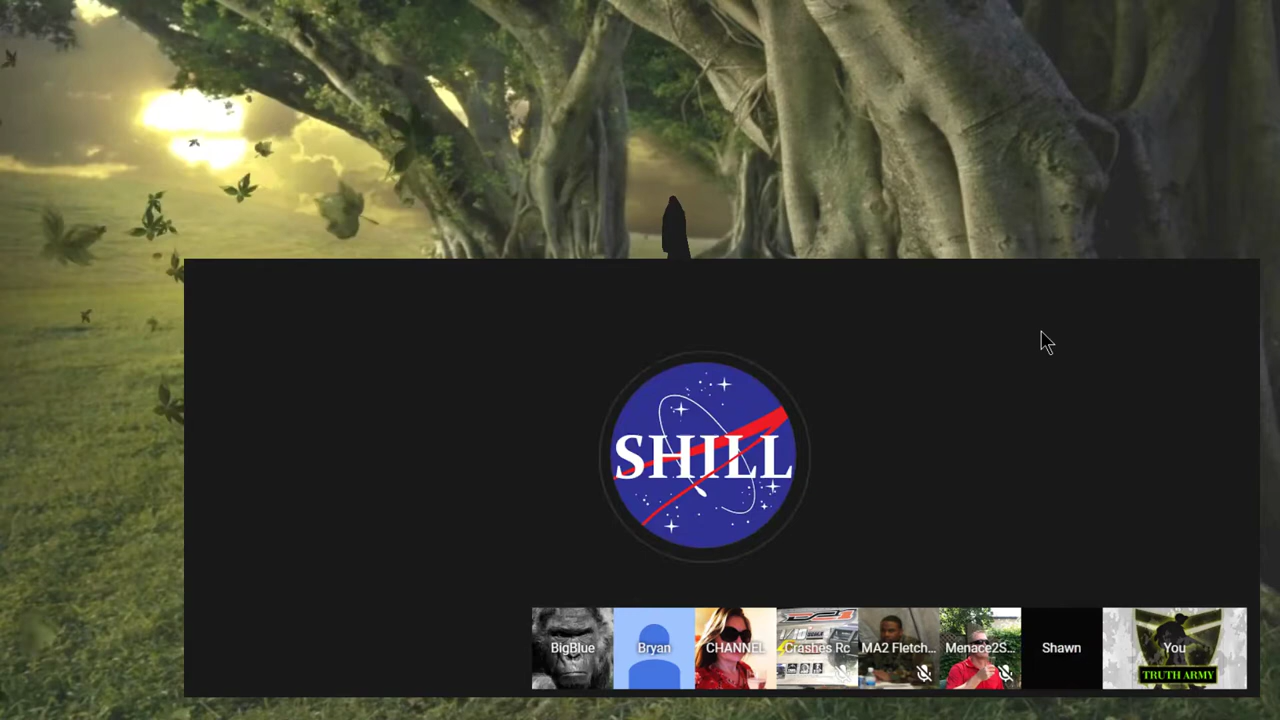 SHILL
BigBlue
Bryan
CHANNEL
Crashes Rc
MA2 Fletch...
Menace2S...
Shawn
You
TRUTH ARMY